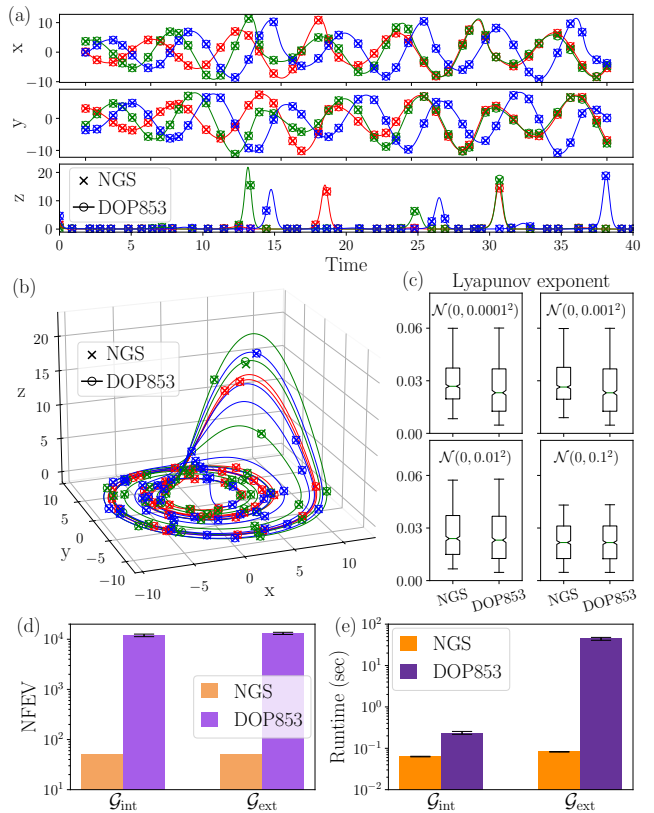 (a)
x
10
0
−10
y
10
0
−10
z
20
10
0
NGS
DOP853
0 5 10 15 20 25 30 35 40
Time
(b)
z
20
15
10
5
0
NGS
DOP853
10
5
0
−5
−10
y
−10
−5
0
5
10
x
(c)
Lyapunov exponent
N(0, 0.0001²) N(0, 0.001²)
0.06
0.03
0.00
N(0, 0.01²) N(0, 0.1²)
0.06
0.03
0.00
NGS DOP853 NGS DOP853
(d)
NFEV
10⁴
10³
10²
10¹
NGS
DOP853
𝒢int 𝒢ext
(e)
Runtime (sec)
10²
10¹
10⁰
10⁻¹
10⁻²
NGS
DOP853
𝒢int 𝒢ext